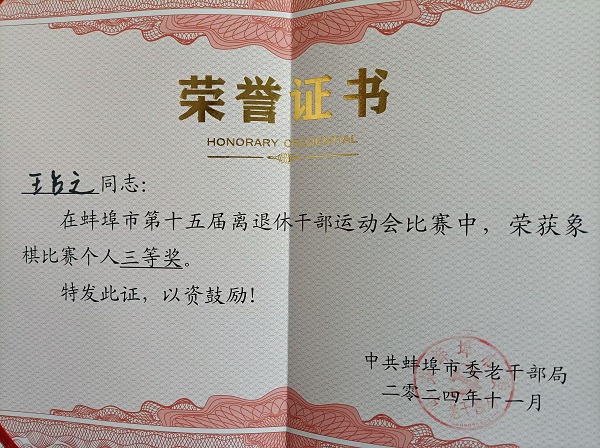 荣誉证书
HONORARY CREDENTIAL
王占之同志：
在蚌埠市第十五届离退休干部运动会比赛中，荣获象
棋比赛个人三等奖。
特发此证，以资鼓励！
中共蚌埠市委老干部局
二零二四年十一月